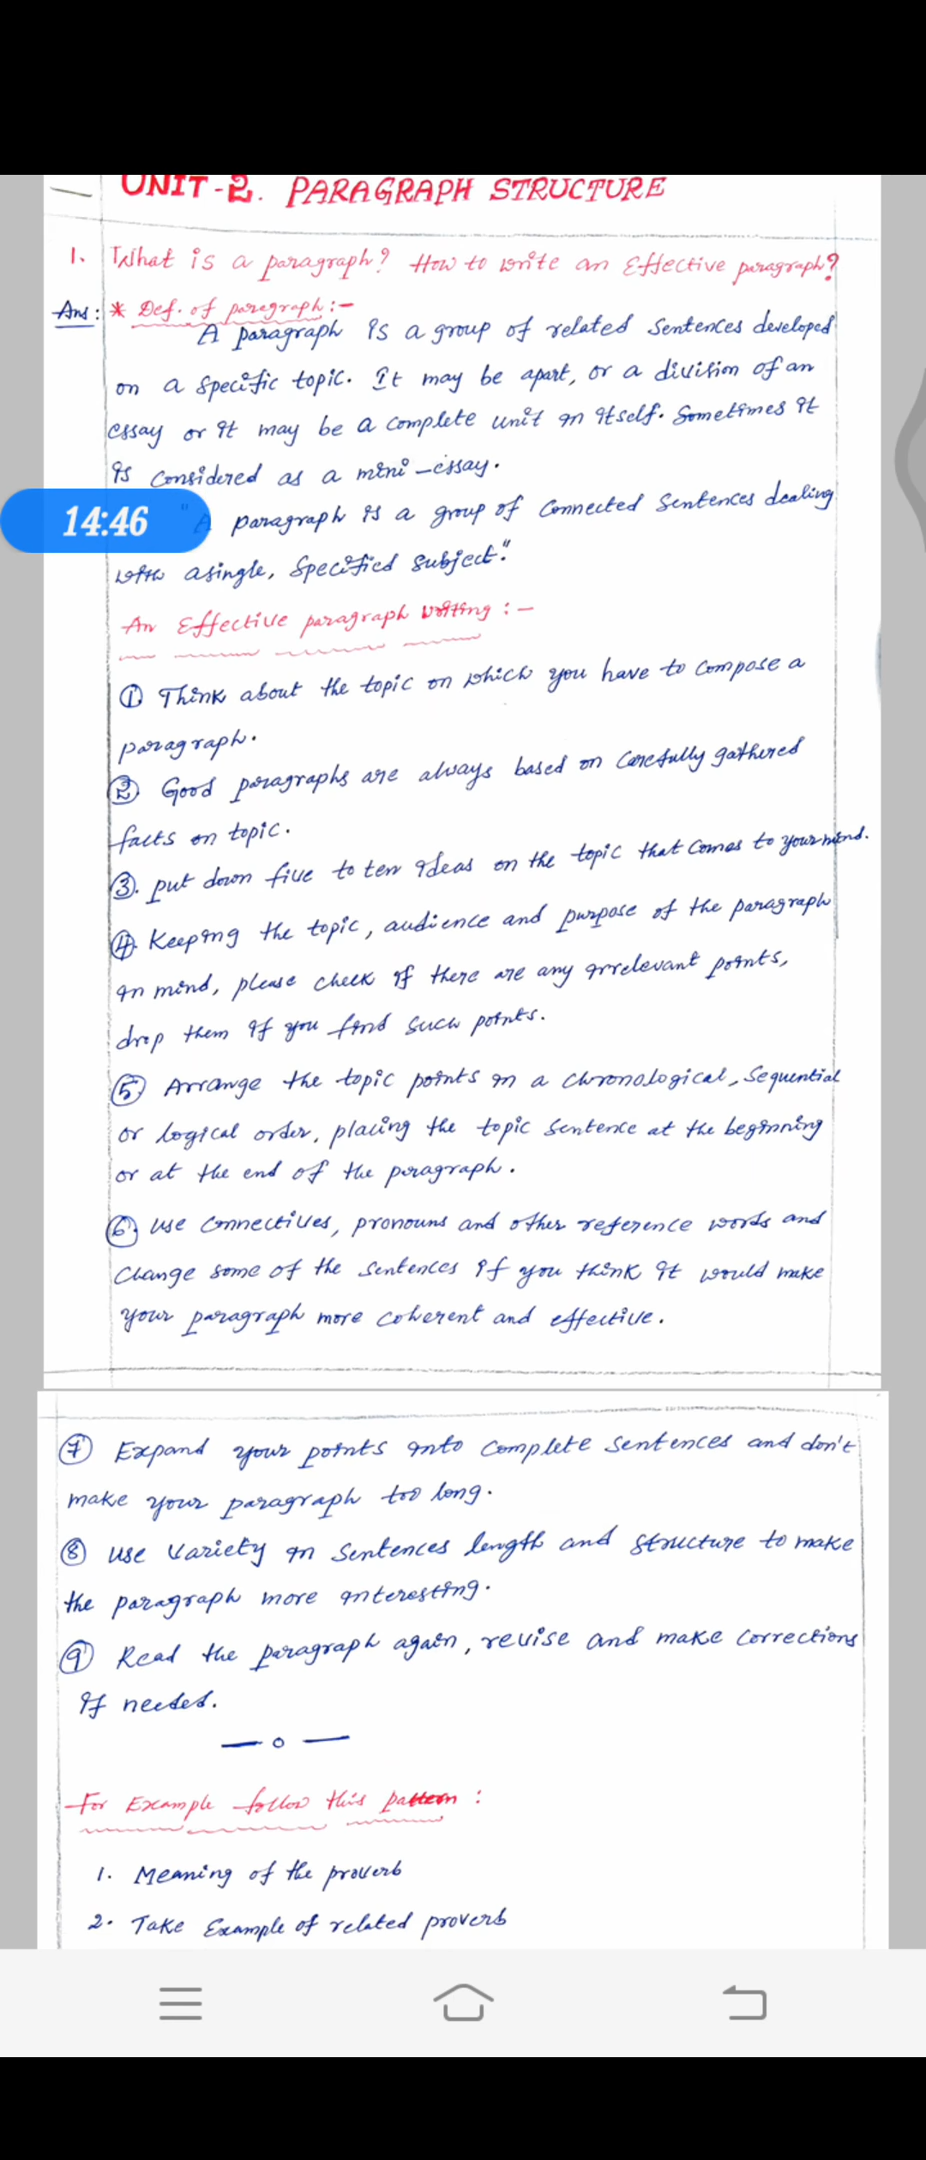 UNIT-2. PARAGRAPH STRUCTURE
1. What is a paragraph? How to write an Effective paragraph?
Ans: * Def. of paragraph:-
A paragraph is a group of related sentences developed
on a specific topic. It may be apart, or a division of an
essay or it may be a complete unit in itself. Sometimes it
is considered as a mini-essay.
14:46
"A paragraph is a group of connected sentences dealing
with asingle, specified subject."
An Effective paragraph writing:-
① Think about the topic on which you have to compose a
paragraph.
② Good paragraphs are always based on carefully gathered
facts on topic.
③. put down five to ten ideas on the topic that comes to your mind.
④. Keeping the topic, audience and purpose of the paragraph
in mind, please check if there are any irrelevant points,
drop them if you find such points.
⑤ Arrange the topic points in a chronological, sequential
or logical order, placing the topic sentence at the beginning
or at the end of the paragraph.
⑥. use connectives, pronouns and other reference words and
change some of the sentences if you think it would make
your paragraph more coherent and effective.
⑦ Expand your points into complete sentences and don't
make your paragraph too long.
⑧ use variety in sentences length and structure to make
the paragraph more interesting.
⑨ Read the paragraph again, revise and make corrections
if needed.
— o —
For Example follow this pattern :
1. Meaning of the proverb
2. Take Example of related proverb